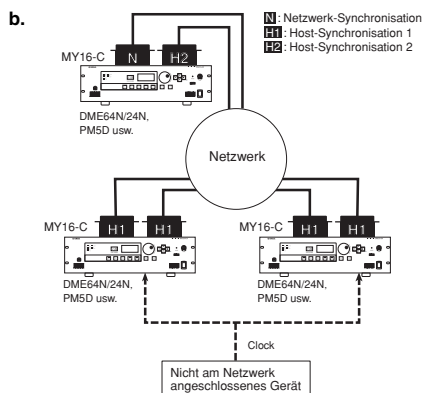 b.
N : Netzwerk-Synchronisation
H1 : Host-Synchronisation 1
H2 : Host-Synchronisation 2
MY16-C
N H2
DME64N/24N,
PM5D usw.
Netzwerk
MY16-C
H1 H1
MY16-C
H1 H1
DME64N/24N,
PM5D usw.
DME64N/24N,
PM5D usw.
Clock
Nicht am Netzwerk
angeschlossenes Gerät